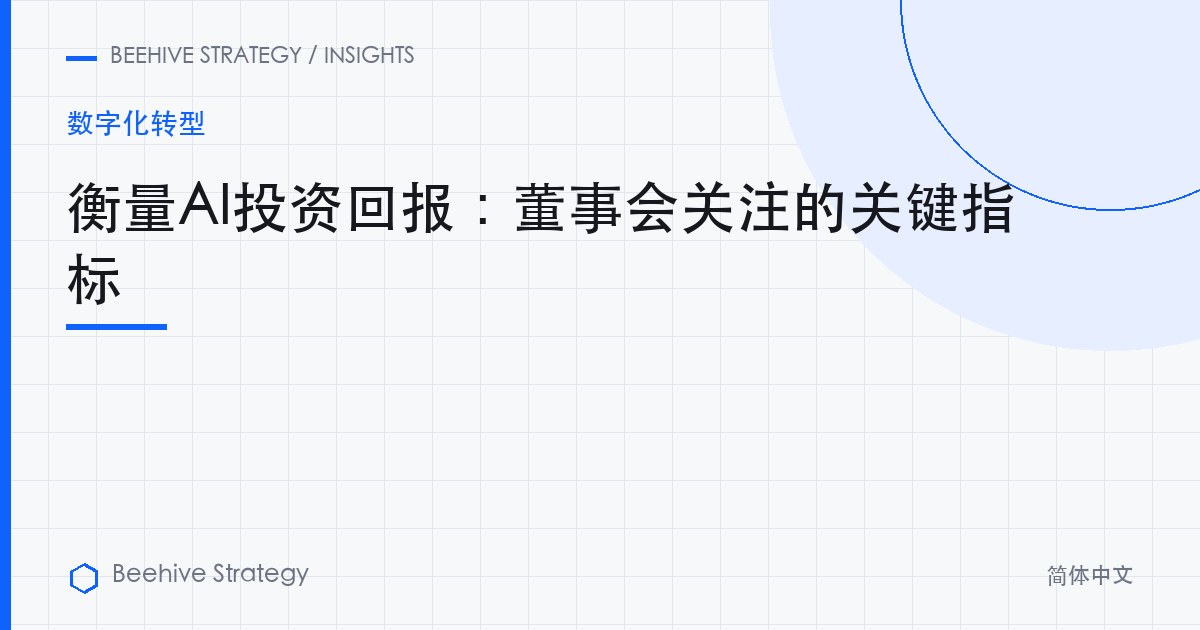 BEEHIVE STRATEGY / INSIGHTS
数字化转型
衡量AI投资回报：董事会关注的关键指
标
Beehive Strategy
简体中文